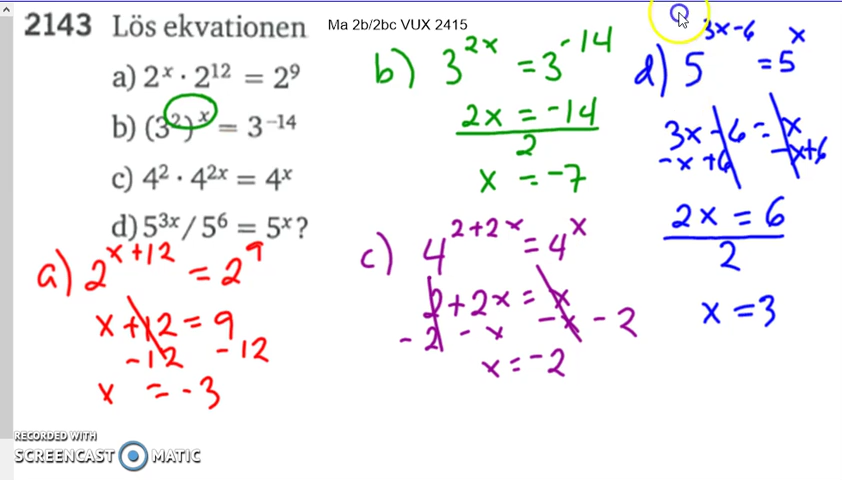 2143 Lös ekvationen Ma 2b/2bc VUX 2415
a) 2^x · 2^12 = 2^9
b) (3^2)^x = 3^-14
c) 4^2 · 4^2x = 4^x
d) 5^3x / 5^6 = 5^x?
a) 2^x+12 = 2^9
x + 12 = 9
-12 -12
x = -3
b) 3^2x = 3^-14
2x = -14
2
x = -7
c) 4^2+2x = 4^x
2 + 2x = x
- 2 - x - x - 2
x = -2
d) 5^3x-6 = 5^x
3x - 6 = x
-x +6 -x +6
2x = 6
2
x = 3
RECORDED WITH
SCREENCAST MATIC